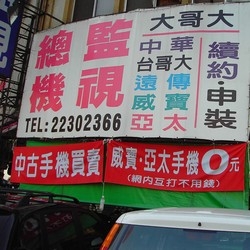 總機
監視
TEL:22302366
大哥大
中華
台大
遠傳
威寶
亞太
續約·申裝
中古手機買賣
威寶·亞太手機0元
(網內互打不用錢)